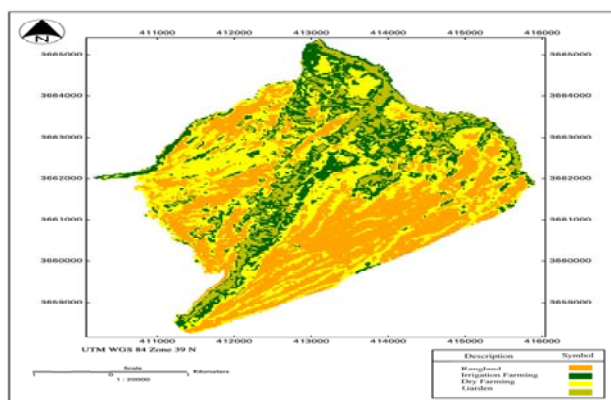 N
411000 412000 413000 414000 415000 416000
3665000 3665000
3664000 3664000
3663000 3663000
3662000 3662000
3661000 3661000
3660000 3660000
3659000 3659000
411000 412000 413000 414000 415000 416000
UTM WGS 84 Zone 39 N
Scale
0 Kilometers
1 : 20000
Description Symbol
Rangland
Irrigation Farming
Dry Farming
Garden